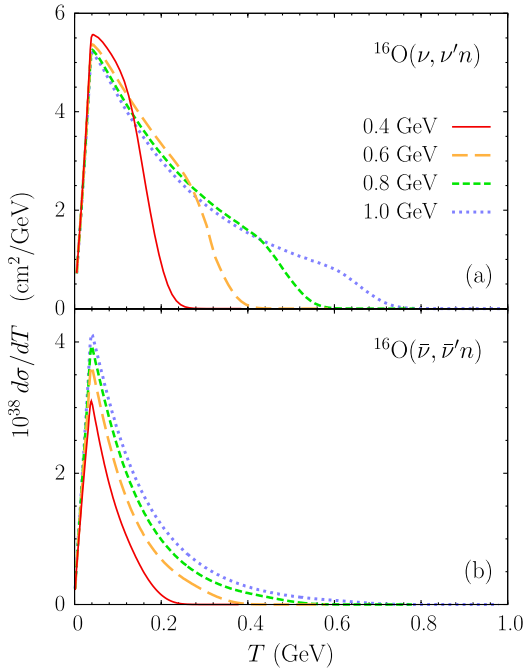 6
4
2
0
¹⁶O(ν, ν′n)
0.4 GeV
0.6 GeV
0.8 GeV
1.0 GeV
(a)
10³⁸ dσ/dT (cm²/GeV)
4
2
0
¹⁶O(ν̄, ν̄′n)
(b)
0 0.2 0.4 0.6 0.8 1.0
T (GeV)